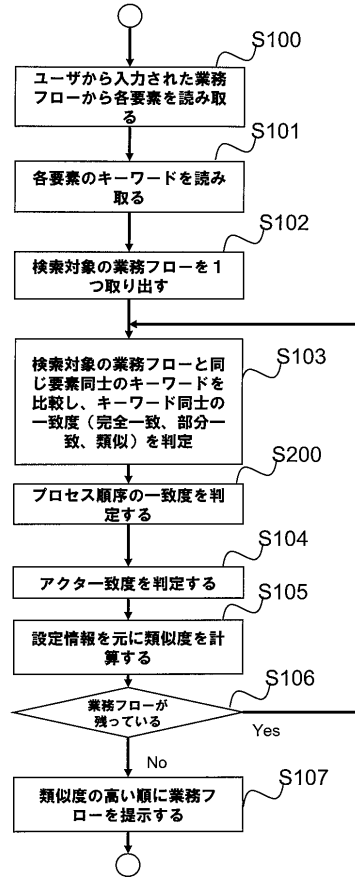 S100
ユーザから入力された業務
フローから各要素を読み取
る
S101
各要素のキーワードを読み
取る
S102
検索対象の業務フローを１
つ取り出す
S103
検索対象の業務フローと同
じ要素同士のキーワードを
比較し、キーワード同士の
一致度（完全一致、部分一
致、類似）を判定
S200
プロセス順序の一致度を判
定する
S104
アクター致度を判定する
S105
設定情報を元に類似度を計
算する
S106
業務フローが
残っている
Yes
No
S107
類似度の高い順に業務フ
ローを提示する